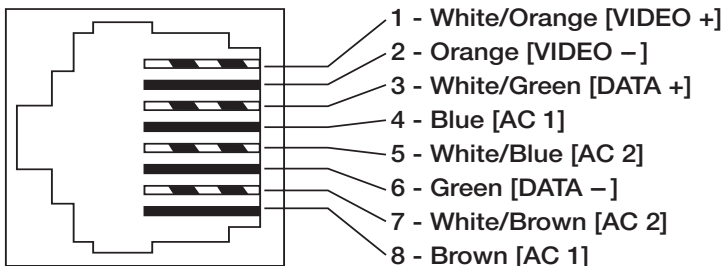 1 - White/Orange [VIDEO +]
2 - Orange [VIDEO −]
3 - White/Green [DATA +]
4 - Blue [AC 1]
5 - White/Blue [AC 2]
6 - Green [DATA −]
7 - White/Brown [AC 2]
8 - Brown [AC 1]